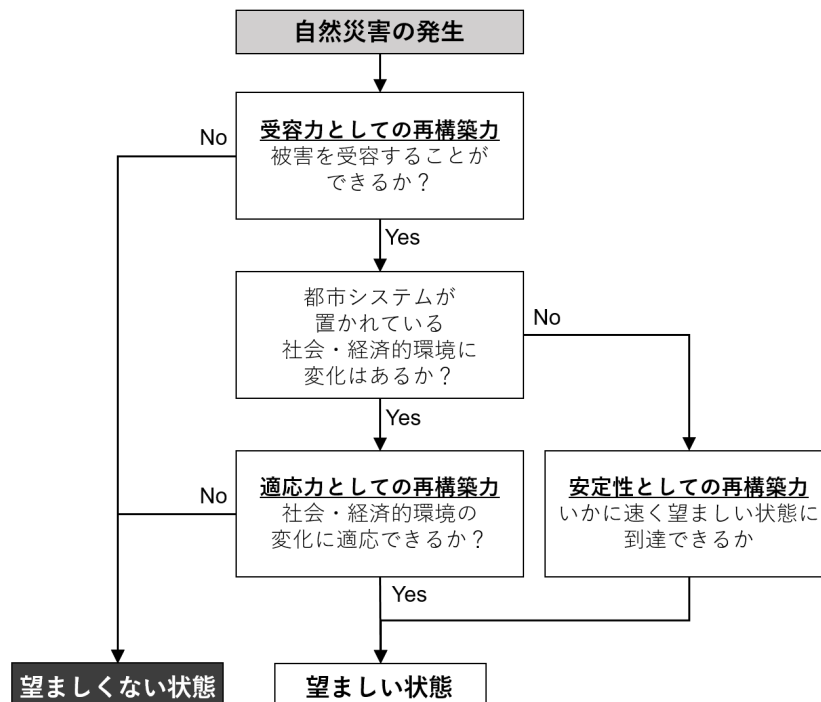 自然災害の発生
No
受容力としての再構築力
被害を受容することが
できるか？
Yes
都市システムが
置かれている
社会・経済的環境に
変化はあるか？
No
Yes
No
適応力としての再構築力
社会・経済的環境の
変化に適応できるか？
安定性としての再構築力
いかに速く望ましい状態に
到達できるか
Yes
望ましくない状態
望ましい状態